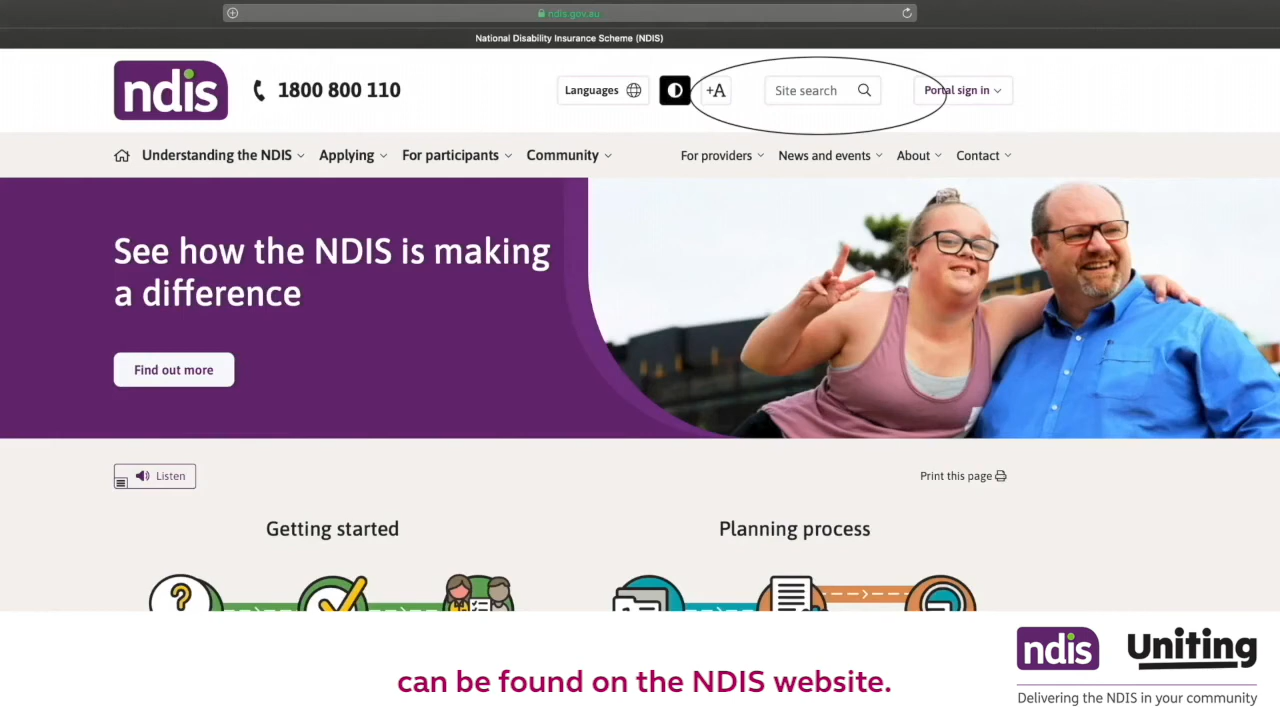 ndis.gov.au
National Disability Insurance Scheme (NDIS)
ndis
1800 800 110
Languages
+A
Site search
Portal sign in
Understanding the NDIS
Applying
For participants
Community
For providers
News and events
About
Contact
See how the NDIS is making
a difference
Find out more
Listen
Print this page
Getting started
Planning process
?
can be found on the NDIS website.
ndis
Uniting
Delivering the NDIS in your community